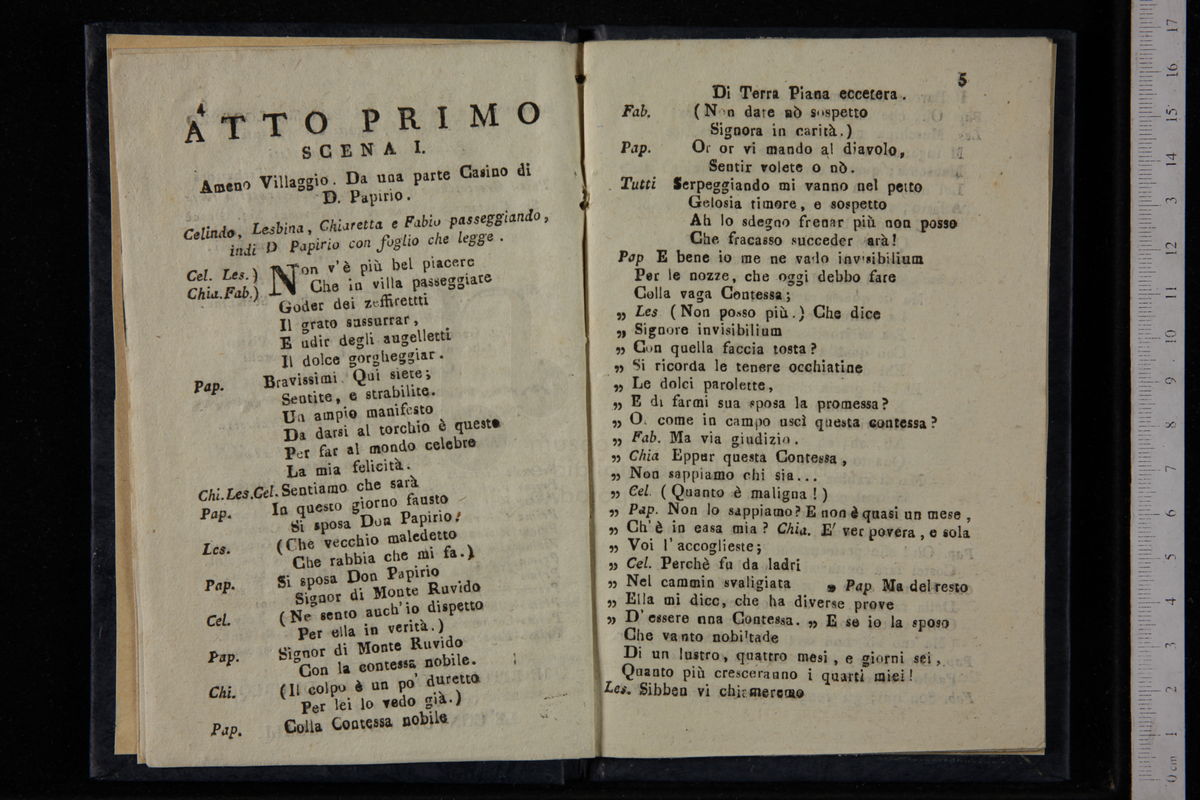 4
ATTO PRIMO
SCENA I.
Ameno Villaggio. Da una parte Casino di
D. Papirio.
Celindo, Lesbina, Chiaretta e Fabio passeggiando,
indi D Papirio con foglio che legge.
Cel. Les.) Non v'è più bel piacere
Chia.Fab.) Che in villa passeggiare
Goder dei zeffirettti
Il grato sussurrar,
E udir degli augelletti
Il dolce gorgheggiar.
Pap. Bravissimi. Qui siete;
Sentite, e strabilite.
Un ampio manifesto
Da darsi al torchio è questo
Per far al mondo celebre
La mia felicità.
Chi.Les.Cel. Sentiamo che sarà
Pap. In questo giorno fausto
Si sposa Don Papirio!
Les. (Che vecchio maledetto
Che rabbia che mi fa.)
Pap. Si sposa Don Papirio
Signor di Monte Ruvido
Cel. (Ne sento auch'io dispetto
Per ella in verità.)
Pap. Signor di Monte Ruvido
Con la contessa nobile.
Chi. (Il colpo è un po' duretto
Per lei lo vedo già.)
Pap. Colla Contessa nobile
5
Di Terra Piana eccetera.
Fab. (Non date nò sospetto
Signora in carità.)
Pap. Or or vi mando al diavolo,
Sentir volete o nò.
Tutti Serpeggiando mi vanno nel petto
Gelosia timore, e sospetto
Ah lo sdegno frenar più non posso
Che fracasso succeder arà!
Pap E bene io me ne vado invisibilium
Per le nozze, che oggi debbo fare
Colla vaga Contessa;
„ Les (Non posso più.) Che dice
„ Signore invisibilium
„ Con quella faccia tosta?
„ Si ricorda le tenere occhiatine
„ Le dolci parolette,
„ E di farmi sua sposa la promessa?
„ O. come in campo uscì questa contessa?
„ Fab. Ma via giudizio.
„ Chia Eppur questa Contessa,
„ Non sappiamo chi sia...
„ Cel. (Quanto è maligna!)
„ Pap. Non lo sappiamo? E non è quasi un mese,
„ Ch'è in easa mia? Chia. E' ver povera, e sola
„ Voi l'accoglieste;
„ Cel. Perchè fu da ladri
„ Nel cammin svaligiata „ Pap Ma del resto
„ Ella mi dice, che ha diverse prove
„ D'essere nna Contessa. „ E se io la sposo
Che vanto nobiltade
Di un lustro, quattro mesi, e giorni sei,
Quanto più cresceranno i quarti miei!
Les. Sibben vi chiameremo